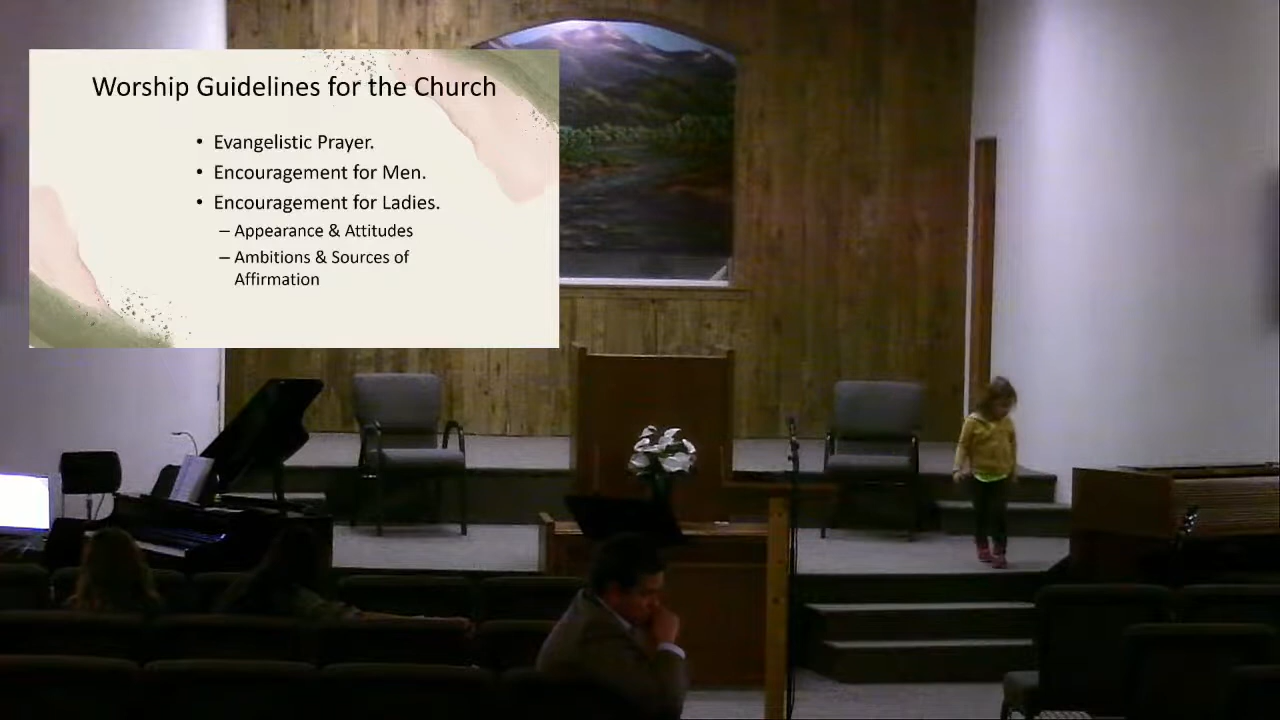 Worship Guidelines for the Church
• Evangelistic Prayer.
• Encouragement for Men.
• Encouragement for Ladies.
– Appearance & Attitudes
– Ambitions & Sources of
Affirmation